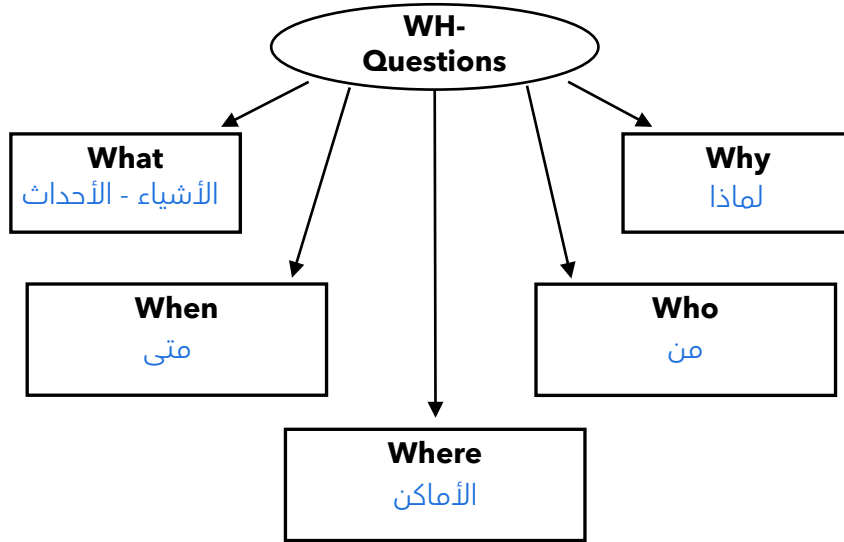 WH-
Questions
What
الأشياء - الأحداث
Why
لماذا
When
متى
Who
من
Where
الأماكن